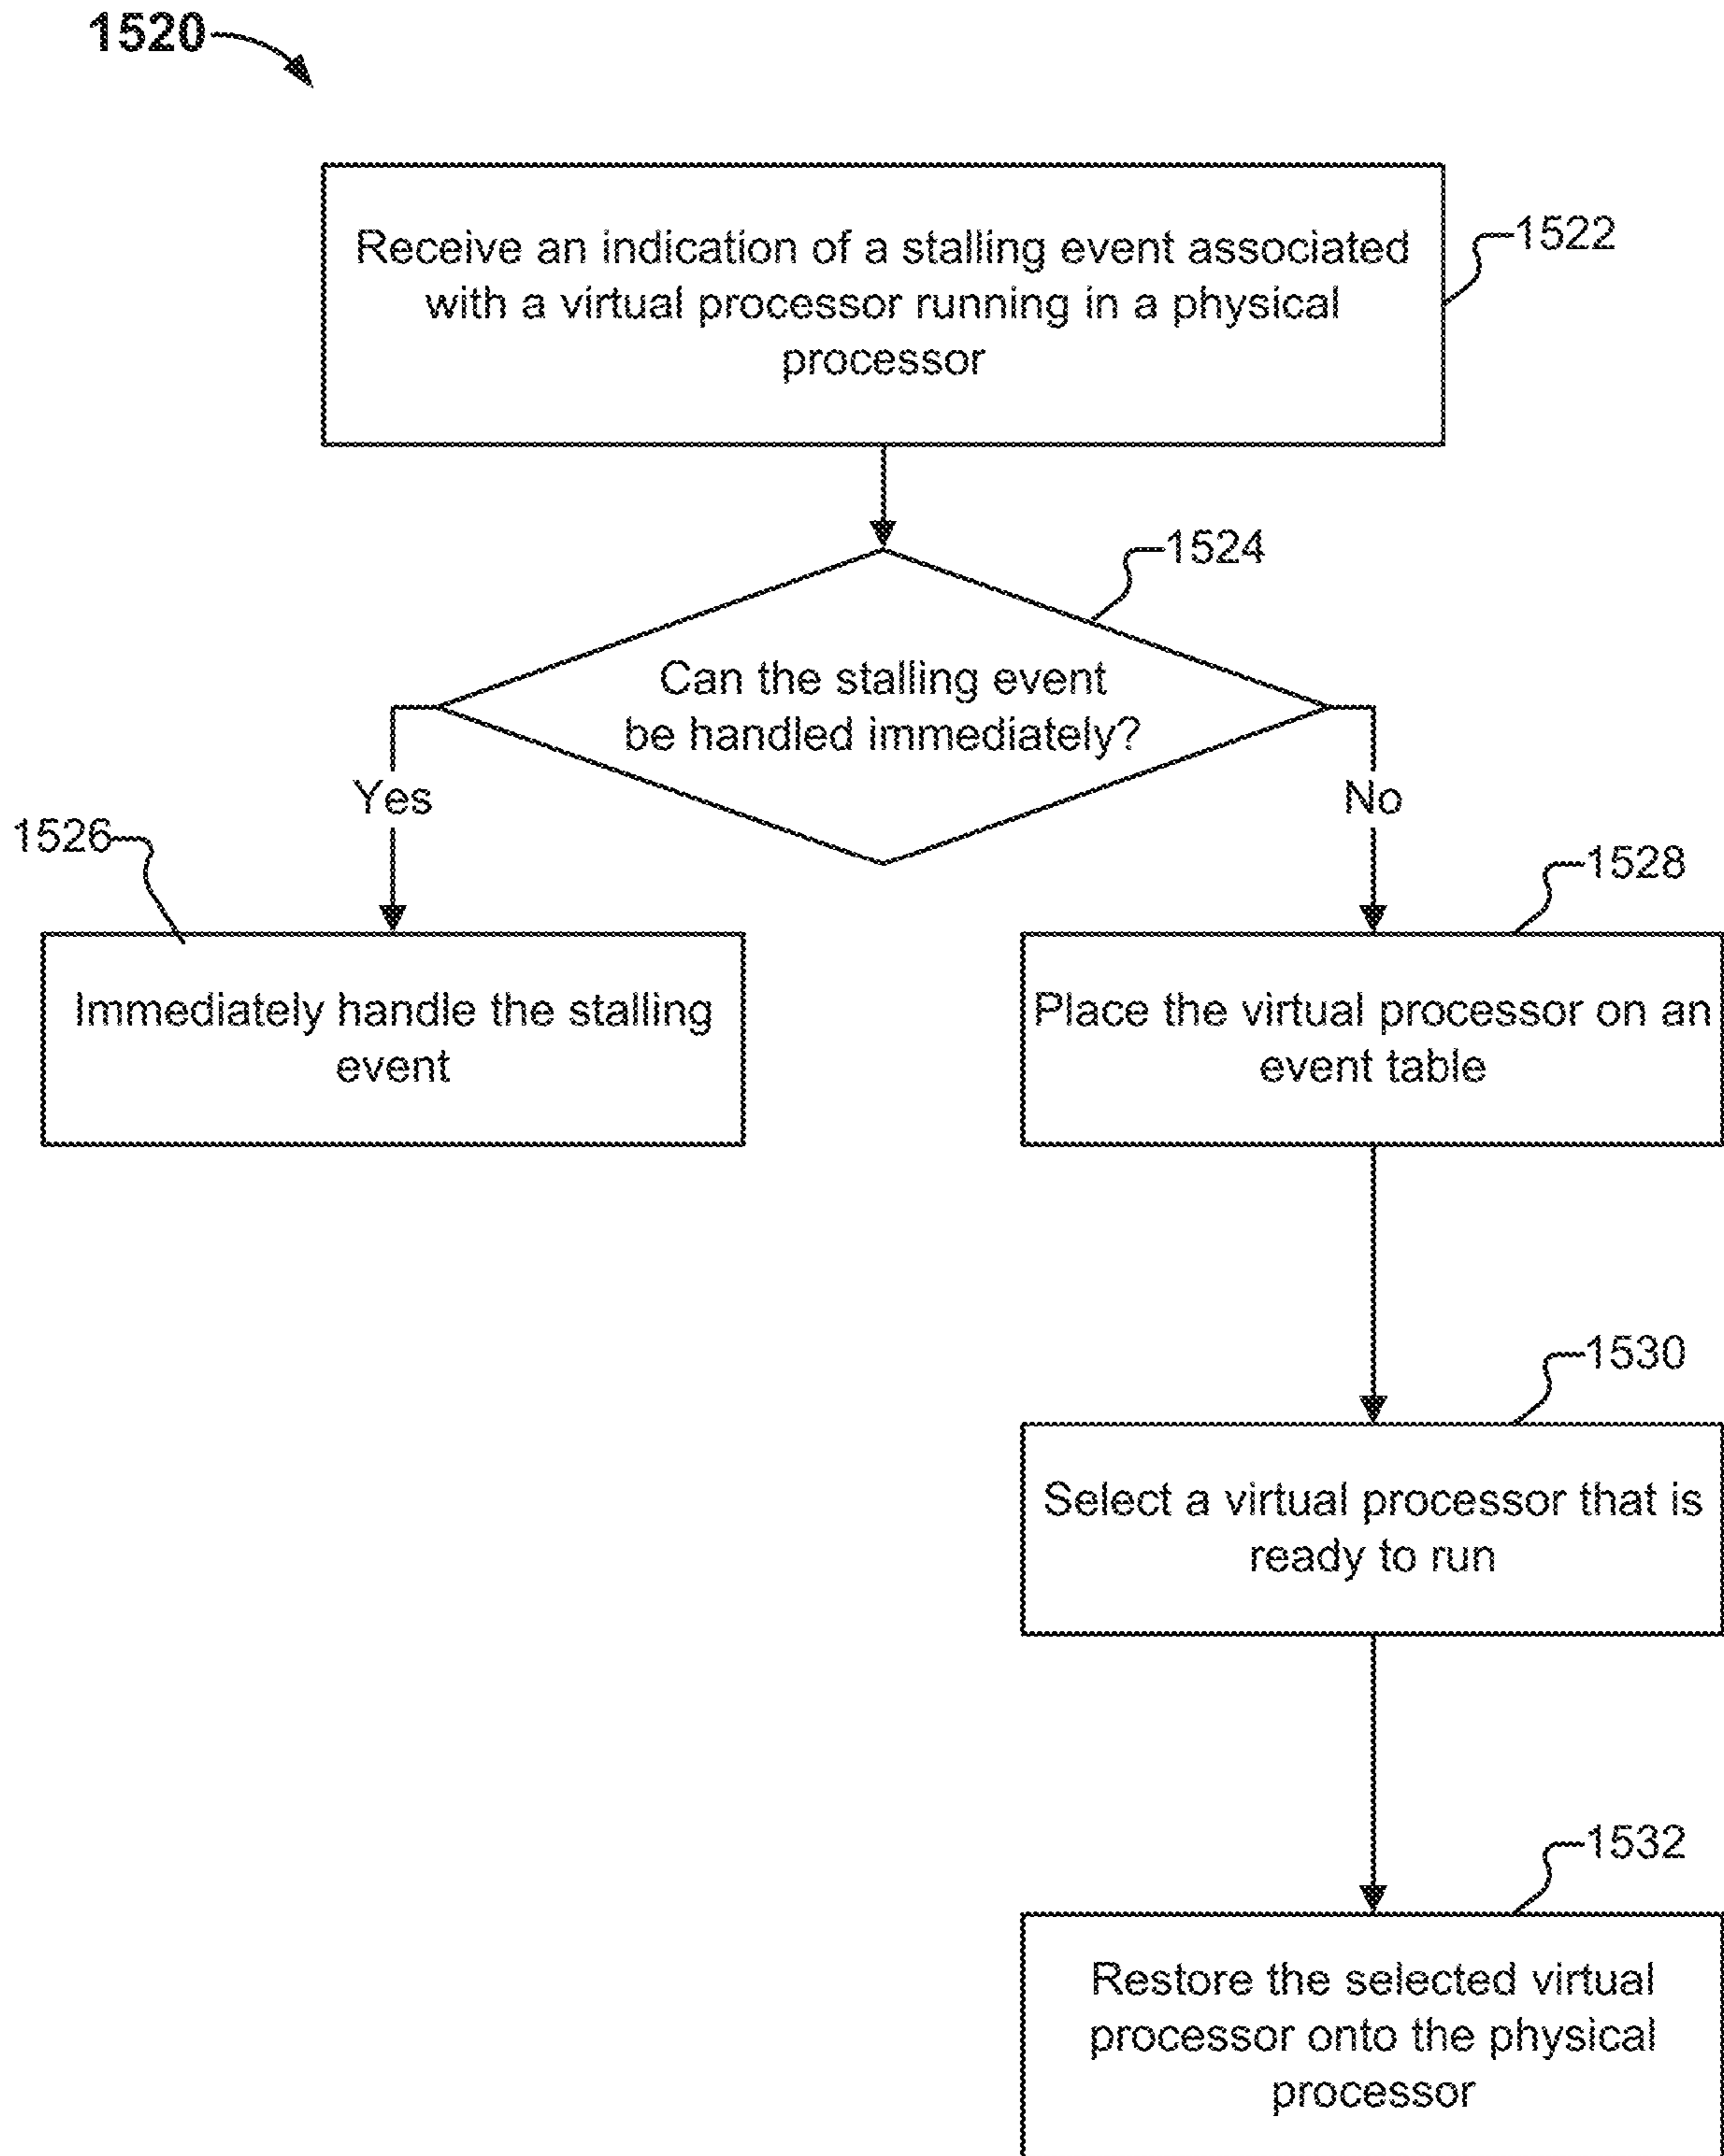 1520
Receive an indication of a stalling event associated
with a virtual processor running in a physical
processor
1522
1524
Can the stalling event
be handled immediately?
Yes
No
1526
1528
Immediately handle the stalling
event
Place the virtual processor on an
event table
1530
Select a virtual processor that is
ready to run
1532
Restore the selected virtual
processor onto the physical
processor